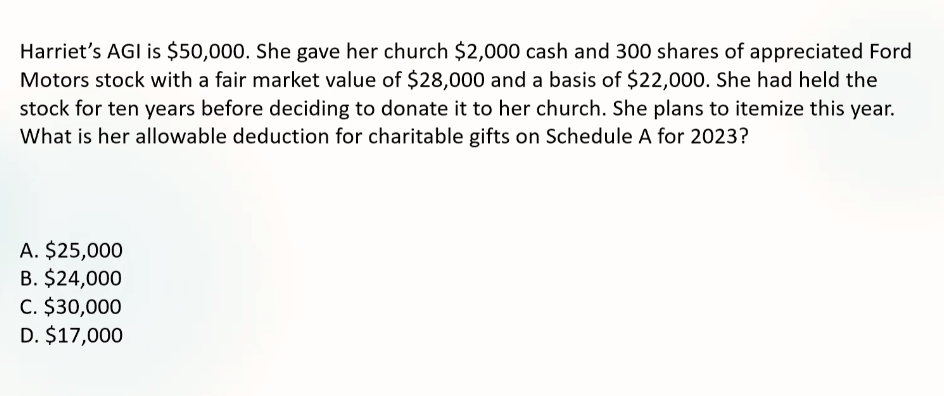 Harriet’s AGI is $50,000. She gave her church $2,000 cash and 300 shares of appreciated Ford
Motors stock with a fair market value of $28,000 and a basis of $22,000. She had held the
stock for ten years before deciding to donate it to her church. She plans to itemize this year.
What is her allowable deduction for charitable gifts on Schedule A for 2023?
A. $25,000
B. $24,000
C. $30,000
D. $17,000